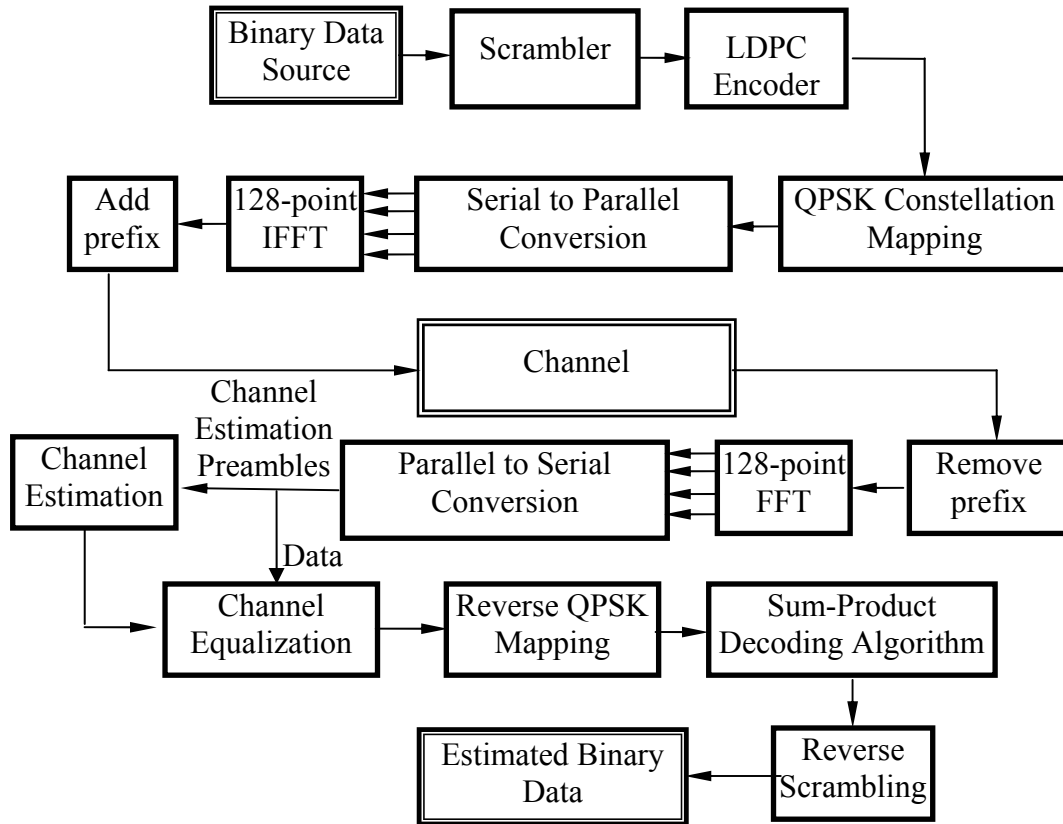 Binary Data
Source
Scrambler
LDPC
Encoder
Add
prefix
128-point
IFFT
Serial to Parallel
Conversion
QPSK Constellation
Mapping
Channel
Channel
Estimation
Preambles
Channel
Estimation
Parallel to Serial
Conversion
128-point
FFT
Remove
prefix
Data
Channel
Equalization
Reverse QPSK
Mapping
Sum-Product
Decoding Algorithm
Estimated Binary
Data
Reverse
Scrambling